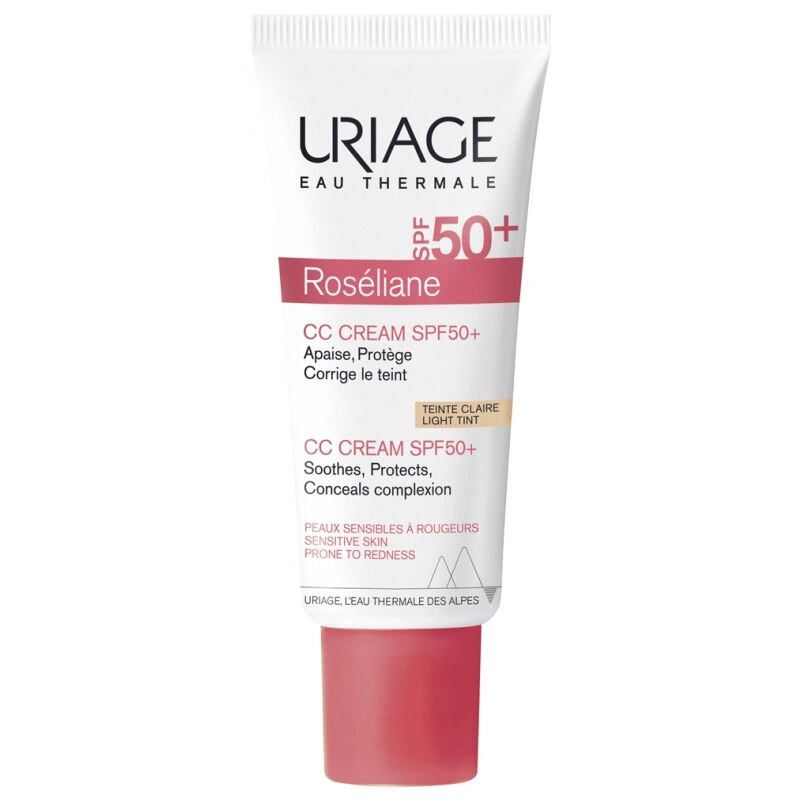 URIAGE
EAU THERMALE
SPF50+
Roséliane
CC CREAM SPF50+
Apaise, Protège
Corrige le teint
TEINTE CLAIRE
LIGHT TINT
CC CREAM SPF50+
Soothes, Protects,
Conceals complexion
PEAUX SENSIBLES À ROUGEURS
SENSITIVE SKIN
PRONE TO REDNESS
URIAGE, L'EAU THERMALE DES ALPES